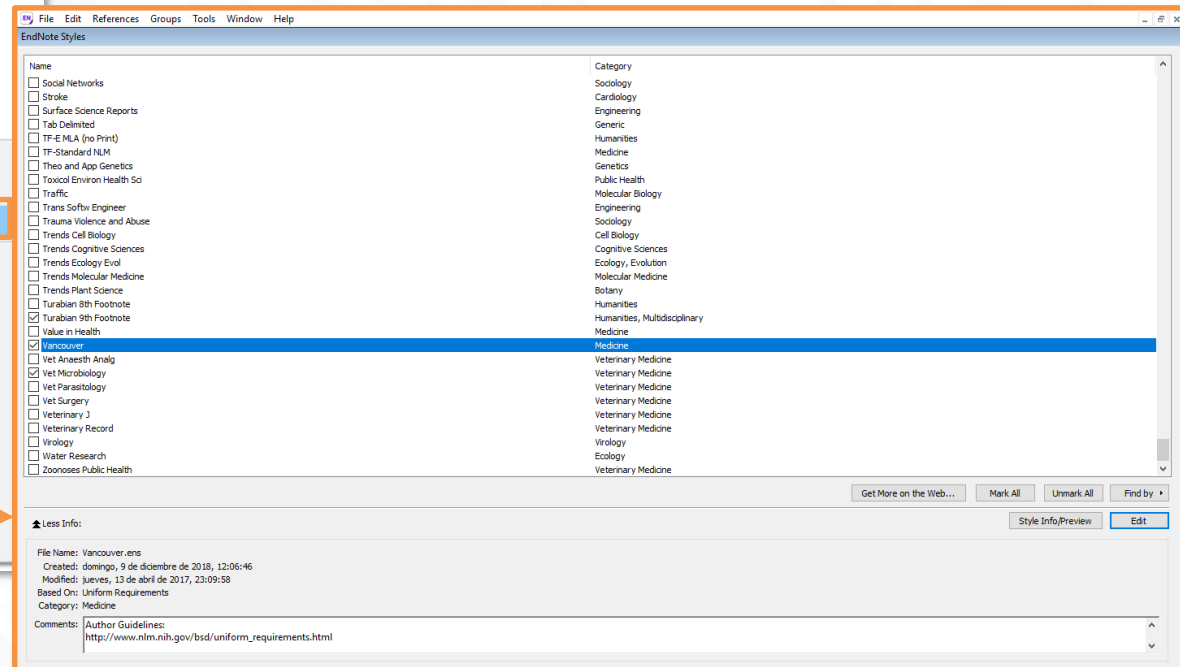 EN File Edit References Groups Tools Window Help
EndNote Styles
Name Category
Social Networks Sociology
Stroke Cardiology
Surface Science Reports Engineering
Tab Delimited Generic
TF-E MLA (no Print) Humanities
TF-Standard NLM Medicine
Theo and App Genetics Genetics
Toxicol Environ Health Sci Public Health
Traffic Molecular Biology
Trans Softw Engineer Engineering
Trauma Violence and Abuse Sociology
Trends Cell Biology Cell Biology
Trends Cognitive Sciences Cognitive Sciences
Trends Ecology Evol Ecology, Evolution
Trends Molecular Medicine Molecular Medicine
Trends Plant Science Botany
Turabian 8th Footnote Humanities
Turabian 9th Footnote Humanities, Multidisciplinary
Value in Health Medicine
Vancouver Medicine
Vet Anaesth Analg Veterinary Medicine
Vet Microbiology Veterinary Medicine
Vet Parasitology Veterinary Medicine
Vet Surgery Veterinary Medicine
Veterinary J Veterinary Medicine
Veterinary Record Veterinary Medicine
Virology Virology
Water Research Ecology
Zoonoses Public Health Veterinary Medicine
Get More on the Web... Mark All Unmark All Find by
Less Info: Style Info/Preview Edit
File Name: Vancouver.ens
Created: domingo, 9 de diciembre de 2018, 12:06:46
Modified: jueves, 13 de abril de 2017, 23:09:58
Based On: Uniform Requirements
Category: Medicine
Comments: Author Guidelines:
http://www.nlm.nih.gov/bsd/uniform_requirements.html